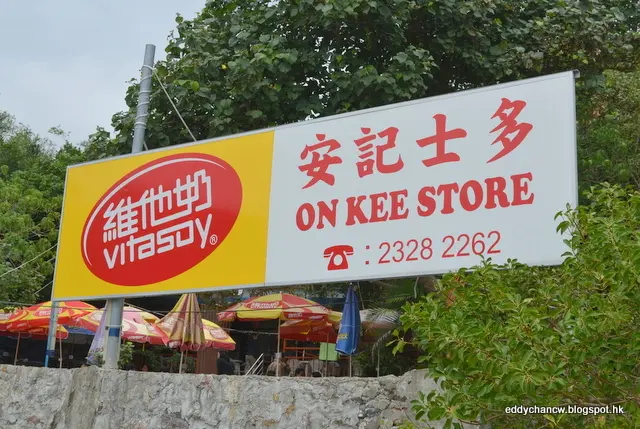 維他奶
vitasoy®
安記士多
ON KEE STORE
☎ : 2328 2262
eddychancw.blogspot.hk